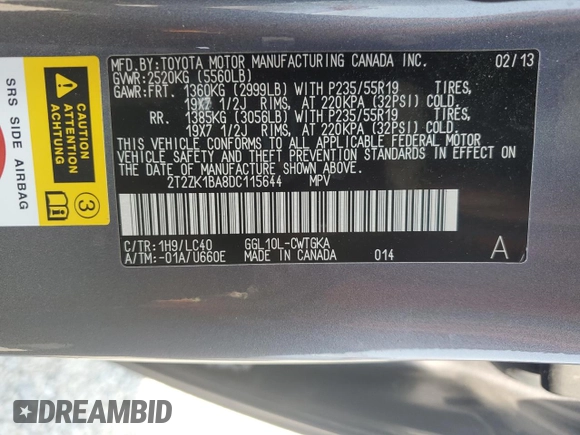 MFD.BY:TOYOTA MOTOR MANUFACTURING CANADA INC. 02/13
GVWR:2520KG (5560LB)
GAWR:FRT. 1360KG (2999LB) WITH P235/55R19 TIRES,
19X7 1/2J RIMS, AT 220KPA (32PSI) COLD.
RR. 1385KG (3056LB) WITH P235/55R19 TIRES,
19X7 1/2J RIMS, AT 220KPA (32PSI) COLD.
THIS VEHICLE CONFORMS TO ALL APPLICABLE FEDERAL MOTOR
VEHICLE SAFETY AND THEFT PREVENTION STANDARDS IN EFFECT ON
THE DATE OF MANUFACTURE SHOWN ABOVE.
2T2ZK1BA8DC115644 MPV
C/TR:1H9/LC40 GGL10L-CWTGKA
A/TM:-01A/U660E MADE IN CANADA 014 A
SRS SIDE AIRBAG
CAUTION
ATTENTION
ACHTUNG
3
DREAMBID